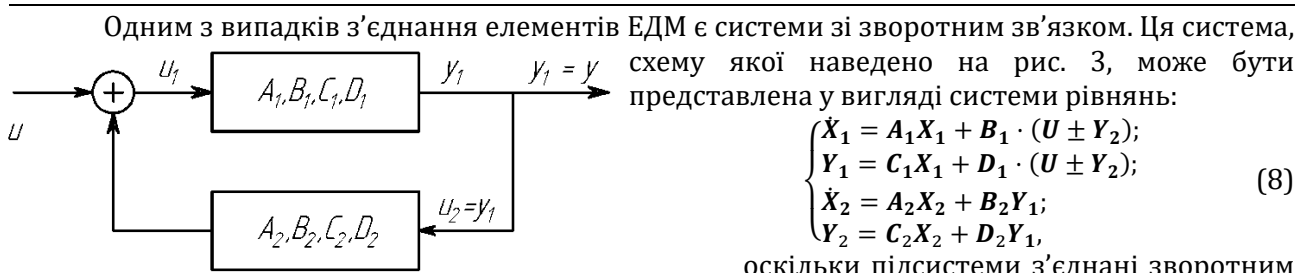 Одним з випадків з’єднання елементів ЕДМ є системи зі зворотним зв’язком. Ця система,
схему якої наведено на рис. 3, може бути
представлена у вигляді системи рівнянь:
Ẋ₁ = A₁X₁ + B₁ · (U ± Y₂);
Y₁ = C₁X₁ + D₁ · (U ± Y₂);
Ẋ₂ = A₂X₂ + B₂Y₁;
Y₂ = C₂X₂ + D₂Y₁,
(8)
оскільки підсистеми з’єднані зворотним
u
+
u₁
A₁,B₁,C₁,D₁
y₁
y₁ = y
A₂,B₂,C₂,D₂
u₂=y₁